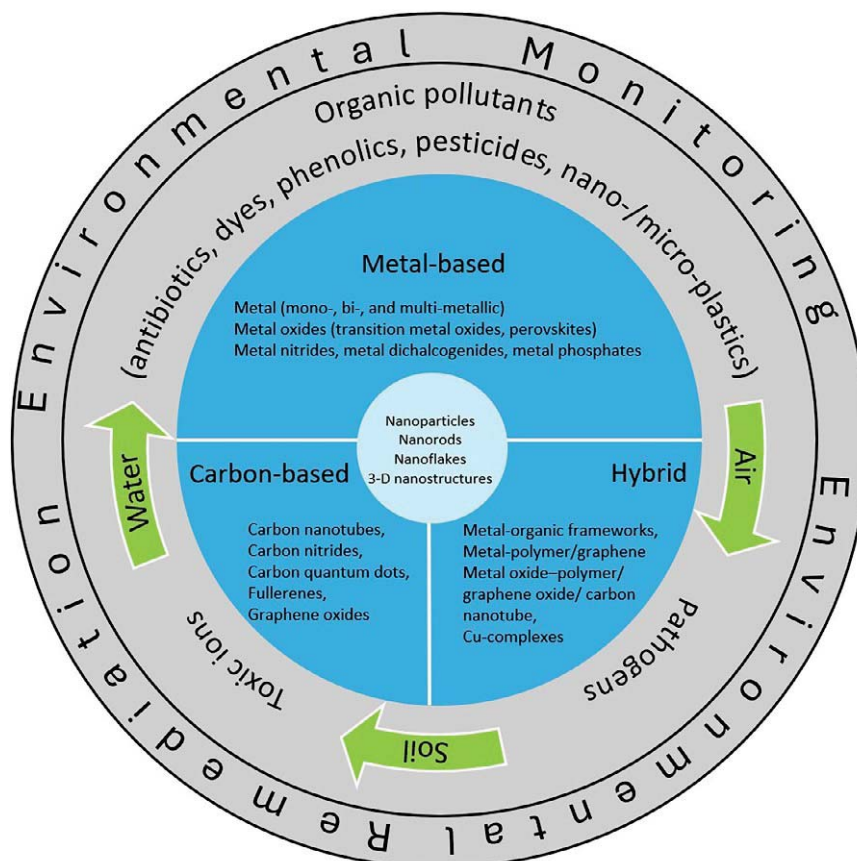 Environmental Monitoring
Organic pollutants
(antibiotics, dyes, phenolics, pesticides, nano-/micro-plastics)
Metal-based
Metal (mono-, bi-, and multi-metallic)
Metal oxides (transition metal oxides, perovskites)
Metal nitrides, metal dichalcogenides, metal phosphates
Nanoparticles
Nanorods
Nanoflakes
3-D nanostructures
Carbon-based
Carbon nanotubes,
Carbon nitrides,
Carbon quantum dots,
Fullerenes,
Graphene oxides
Hybrid
Metal-organic frameworks,
Metal-polymer/graphene
Metal oxide–polymer/
graphene oxide/ carbon
nanotube,
Cu-complexes
Air
Pathogens
Soil
Toxic ions
Water
Environmental Remediation